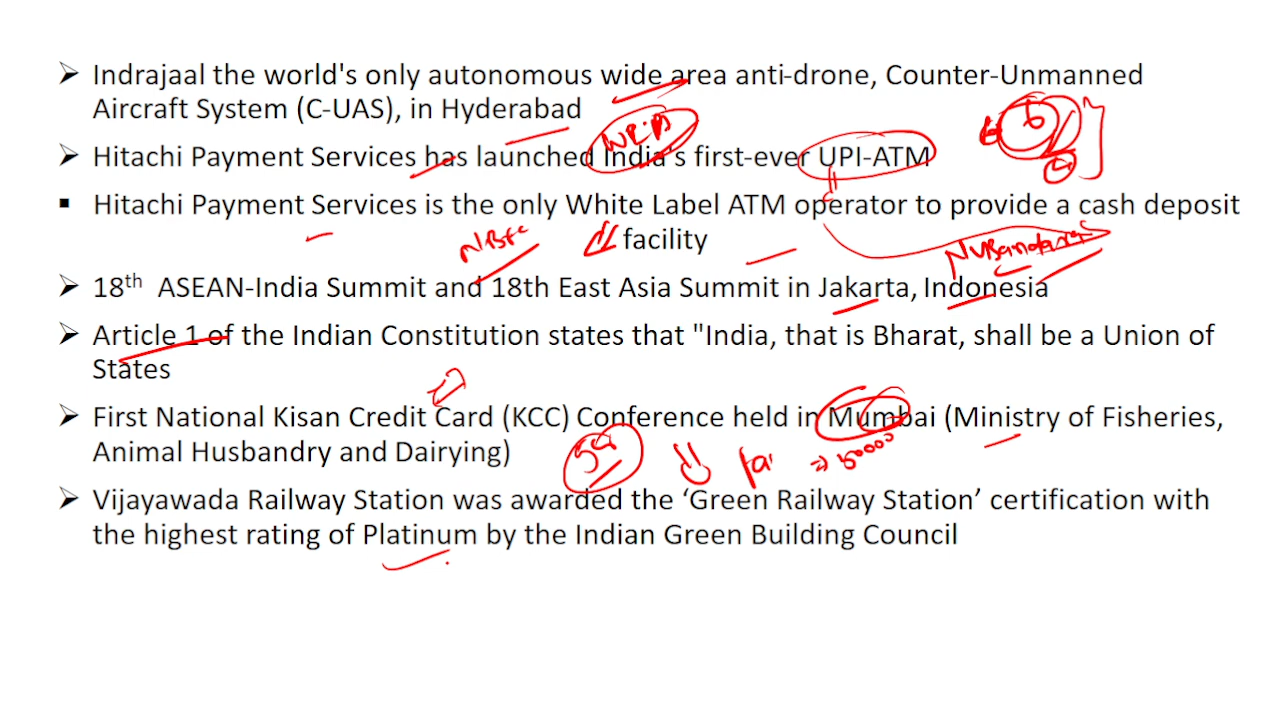 ➤ Indrajaal the world's only autonomous wide area anti-drone, Counter-Unmanned
Aircraft System (C-UAS), in Hyderabad
➤ Hitachi Payment Services has launched India's first-ever UPI-ATM
▪ Hitachi Payment Services is the only White Label ATM operator to provide a cash deposit
facility
➤ 18th ASEAN-India Summit and 18th East Asia Summit in Jakarta, Indonesia
➤ Article 1 of the Indian Constitution states that "India, that is Bharat, shall be a Union of
States
➤ First National Kisan Credit Card (KCC) Conference held in Mumbai (Ministry of Fisheries,
Animal Husbandry and Dairying)
50000
➤ Vijayawada Railway Station was awarded the ‘Green Railway Station’ certification with
the highest rating of Platinum by the Indian Green Building Council